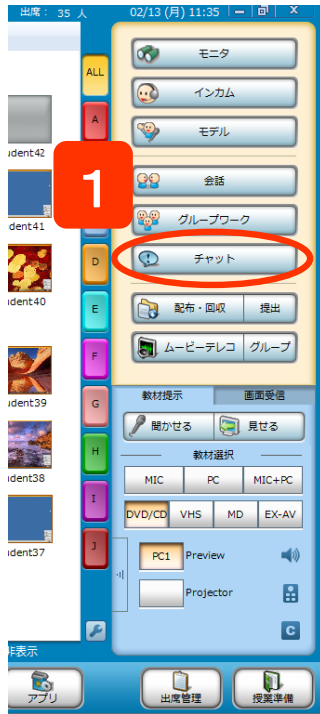 出席: 35 人 02/13 (月) 11:35
ALL
モニタ
インカム
A
モデル
udent42
1
会話
グループワーク
udent41
D
チャット
udent40
E
配布・回収 提出
F
ムービーテレコ グループ
udent39
G
教材提示 画面受信
聞かせる 見せる
H
教材選択
udent38
MIC PC MIC+PC
I
DVD/CD VHS MD EX-AV
J
udent37
PC1 Preview
Projector
C
非表示
アプリ 出席管理 授業準備